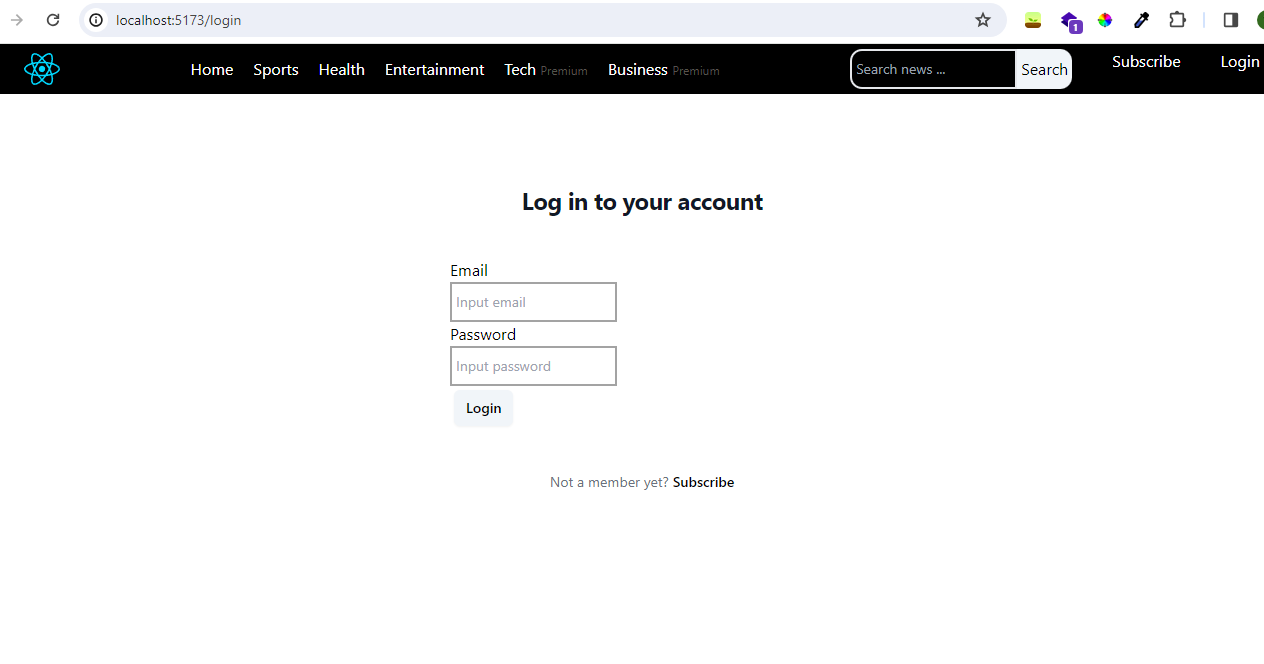 localhost:5173/login
1
Home Sports Health Entertainment Tech Premium Business Premium Search news ... Search Subscribe Login
Log in to your account
Email
Input email
Password
Input password
Login
Not a member yet? Subscribe